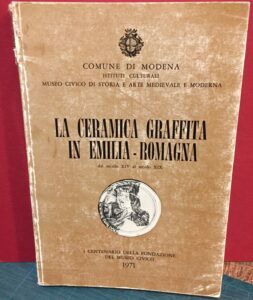 COMUNE DI MODENA
ISTITUTI CULTURALI
MUSEO CIVICO DI STORIA E ARTE MEDIEVALE E MODERNA
LA CERAMICA GRAFFITA
IN EMILIA-ROMAGNA
dal secolo XIV al secolo XIX
I CENTENARIO DELLA FONDAZIONE
DEL MUSEO CIVICO
1971